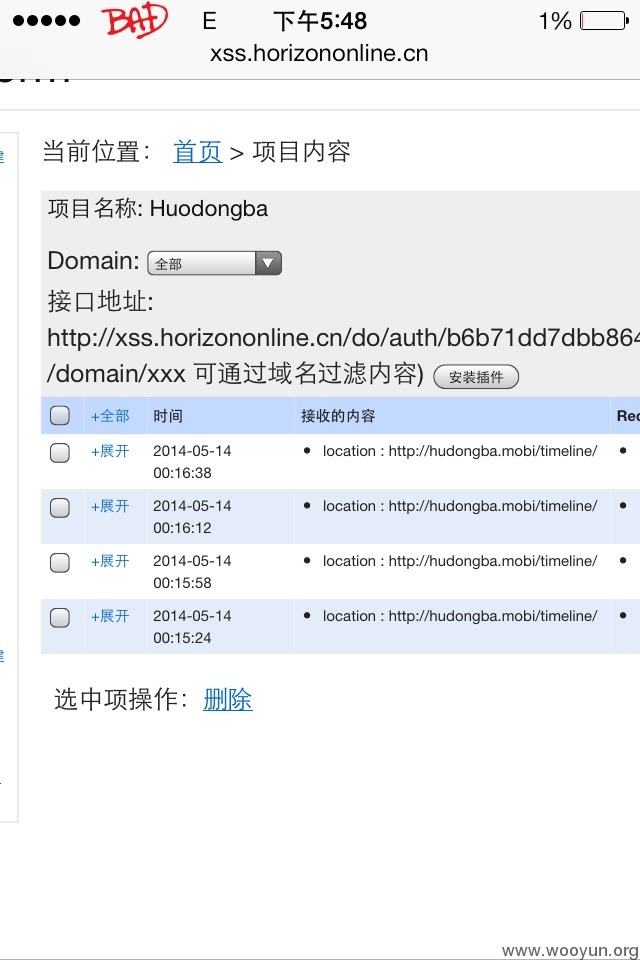 BAD E 下午5:48 1%
xss.horizononline.cn
当前位置： 首页 > 项目内容
项目名称: Huodongba
Domain: 全部
接口地址:
http://xss.horizononline.cn/do/auth/b6b71dd7dbb864
/domain/xxx 可通过域名过滤内容) 安装插件
+全部 时间 接收的内容 Rec
+展开 2014-05-14 • location : http://hudongba.mobi/timeline/ •
00:16:38
+展开 2014-05-14 • location : http://hudongba.mobi/timeline/ •
00:16:12
+展开 2014-05-14 • location : http://hudongba.mobi/timeline/ •
00:15:58
+展开 2014-05-14 • location : http://hudongba.mobi/timeline/ •
00:15:24
选中项操作： 删除
www.wooyun.org